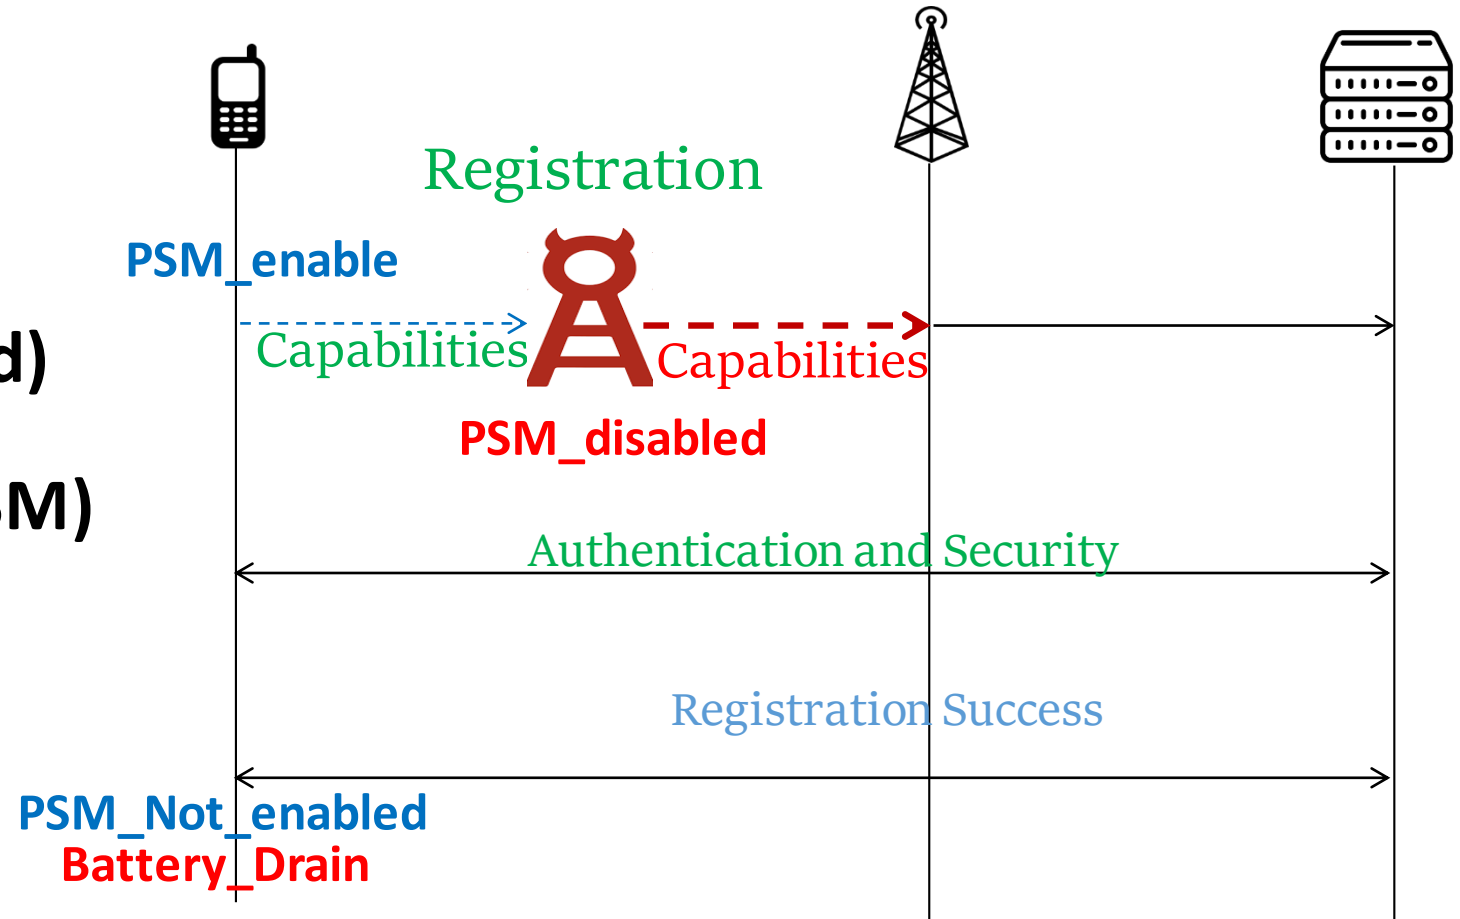 Registration
PSM_enable
d)
Capabilities
Capabilities
PSM_disabled
M)
Authentication and Security
Registration Success
PSM_Not_enabled
Battery_Drain